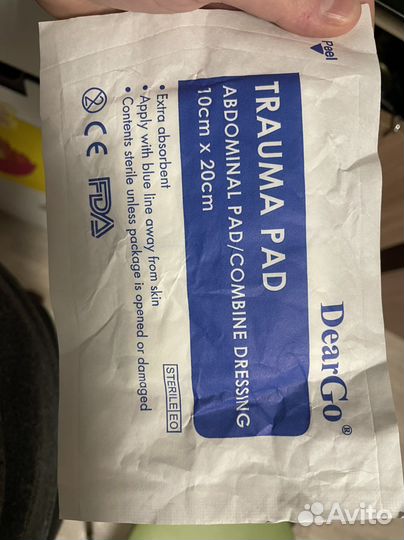 Peel
DearGo®
TRAUMA PAD
ABDOMINAL PAD/COMBINE DRESSING
10cm x 20cm
• Extra absorbent
• Apply with blue line away from skin
• Contents sterile unless package is opened or damaged
STERILE EO
2 CE FDA
Avito